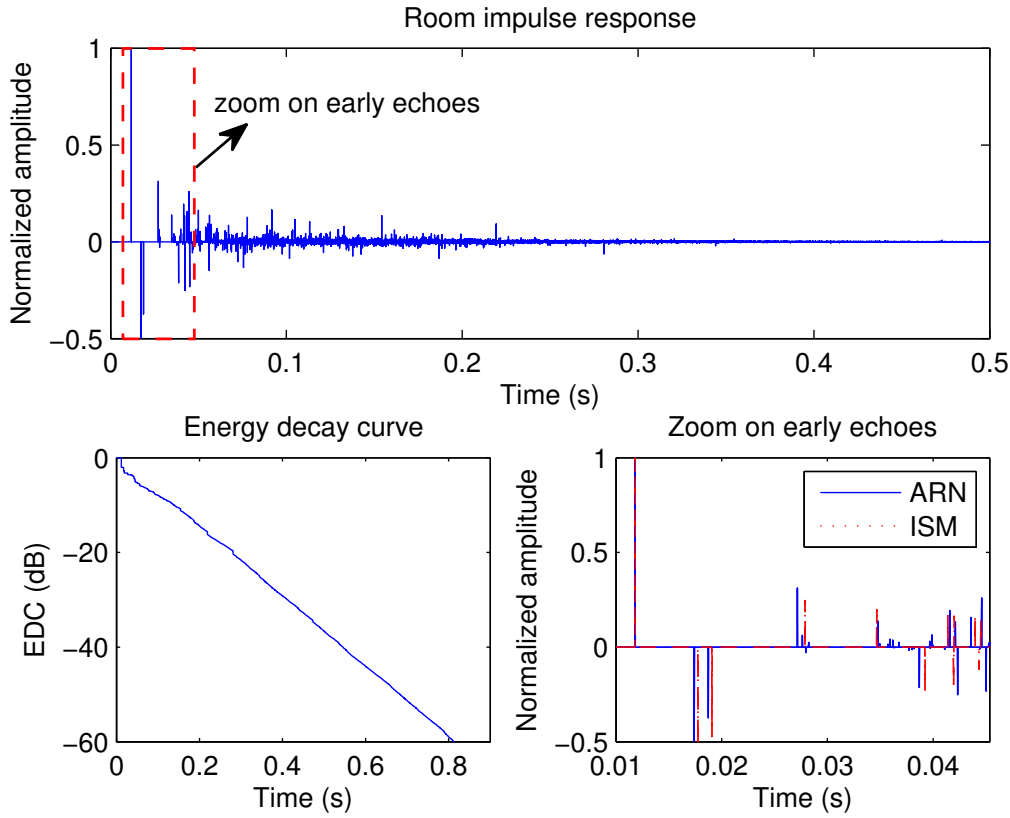 Room impulse response
Normalized amplitude
1
0.5
0
−0.5
zoom on early echoes
0
0.1
0.2
0.3
0.4
0.5
Time (s)
Energy decay curve
EDC (dB)
0
−20
−40
−60
0
0.2
0.4
0.6
0.8
Time (s)
Zoom on early echoes
Normalized amplitude
1
0.5
0
−0.5
ARN
ISM
0.01
0.02
0.03
0.04
Time (s)